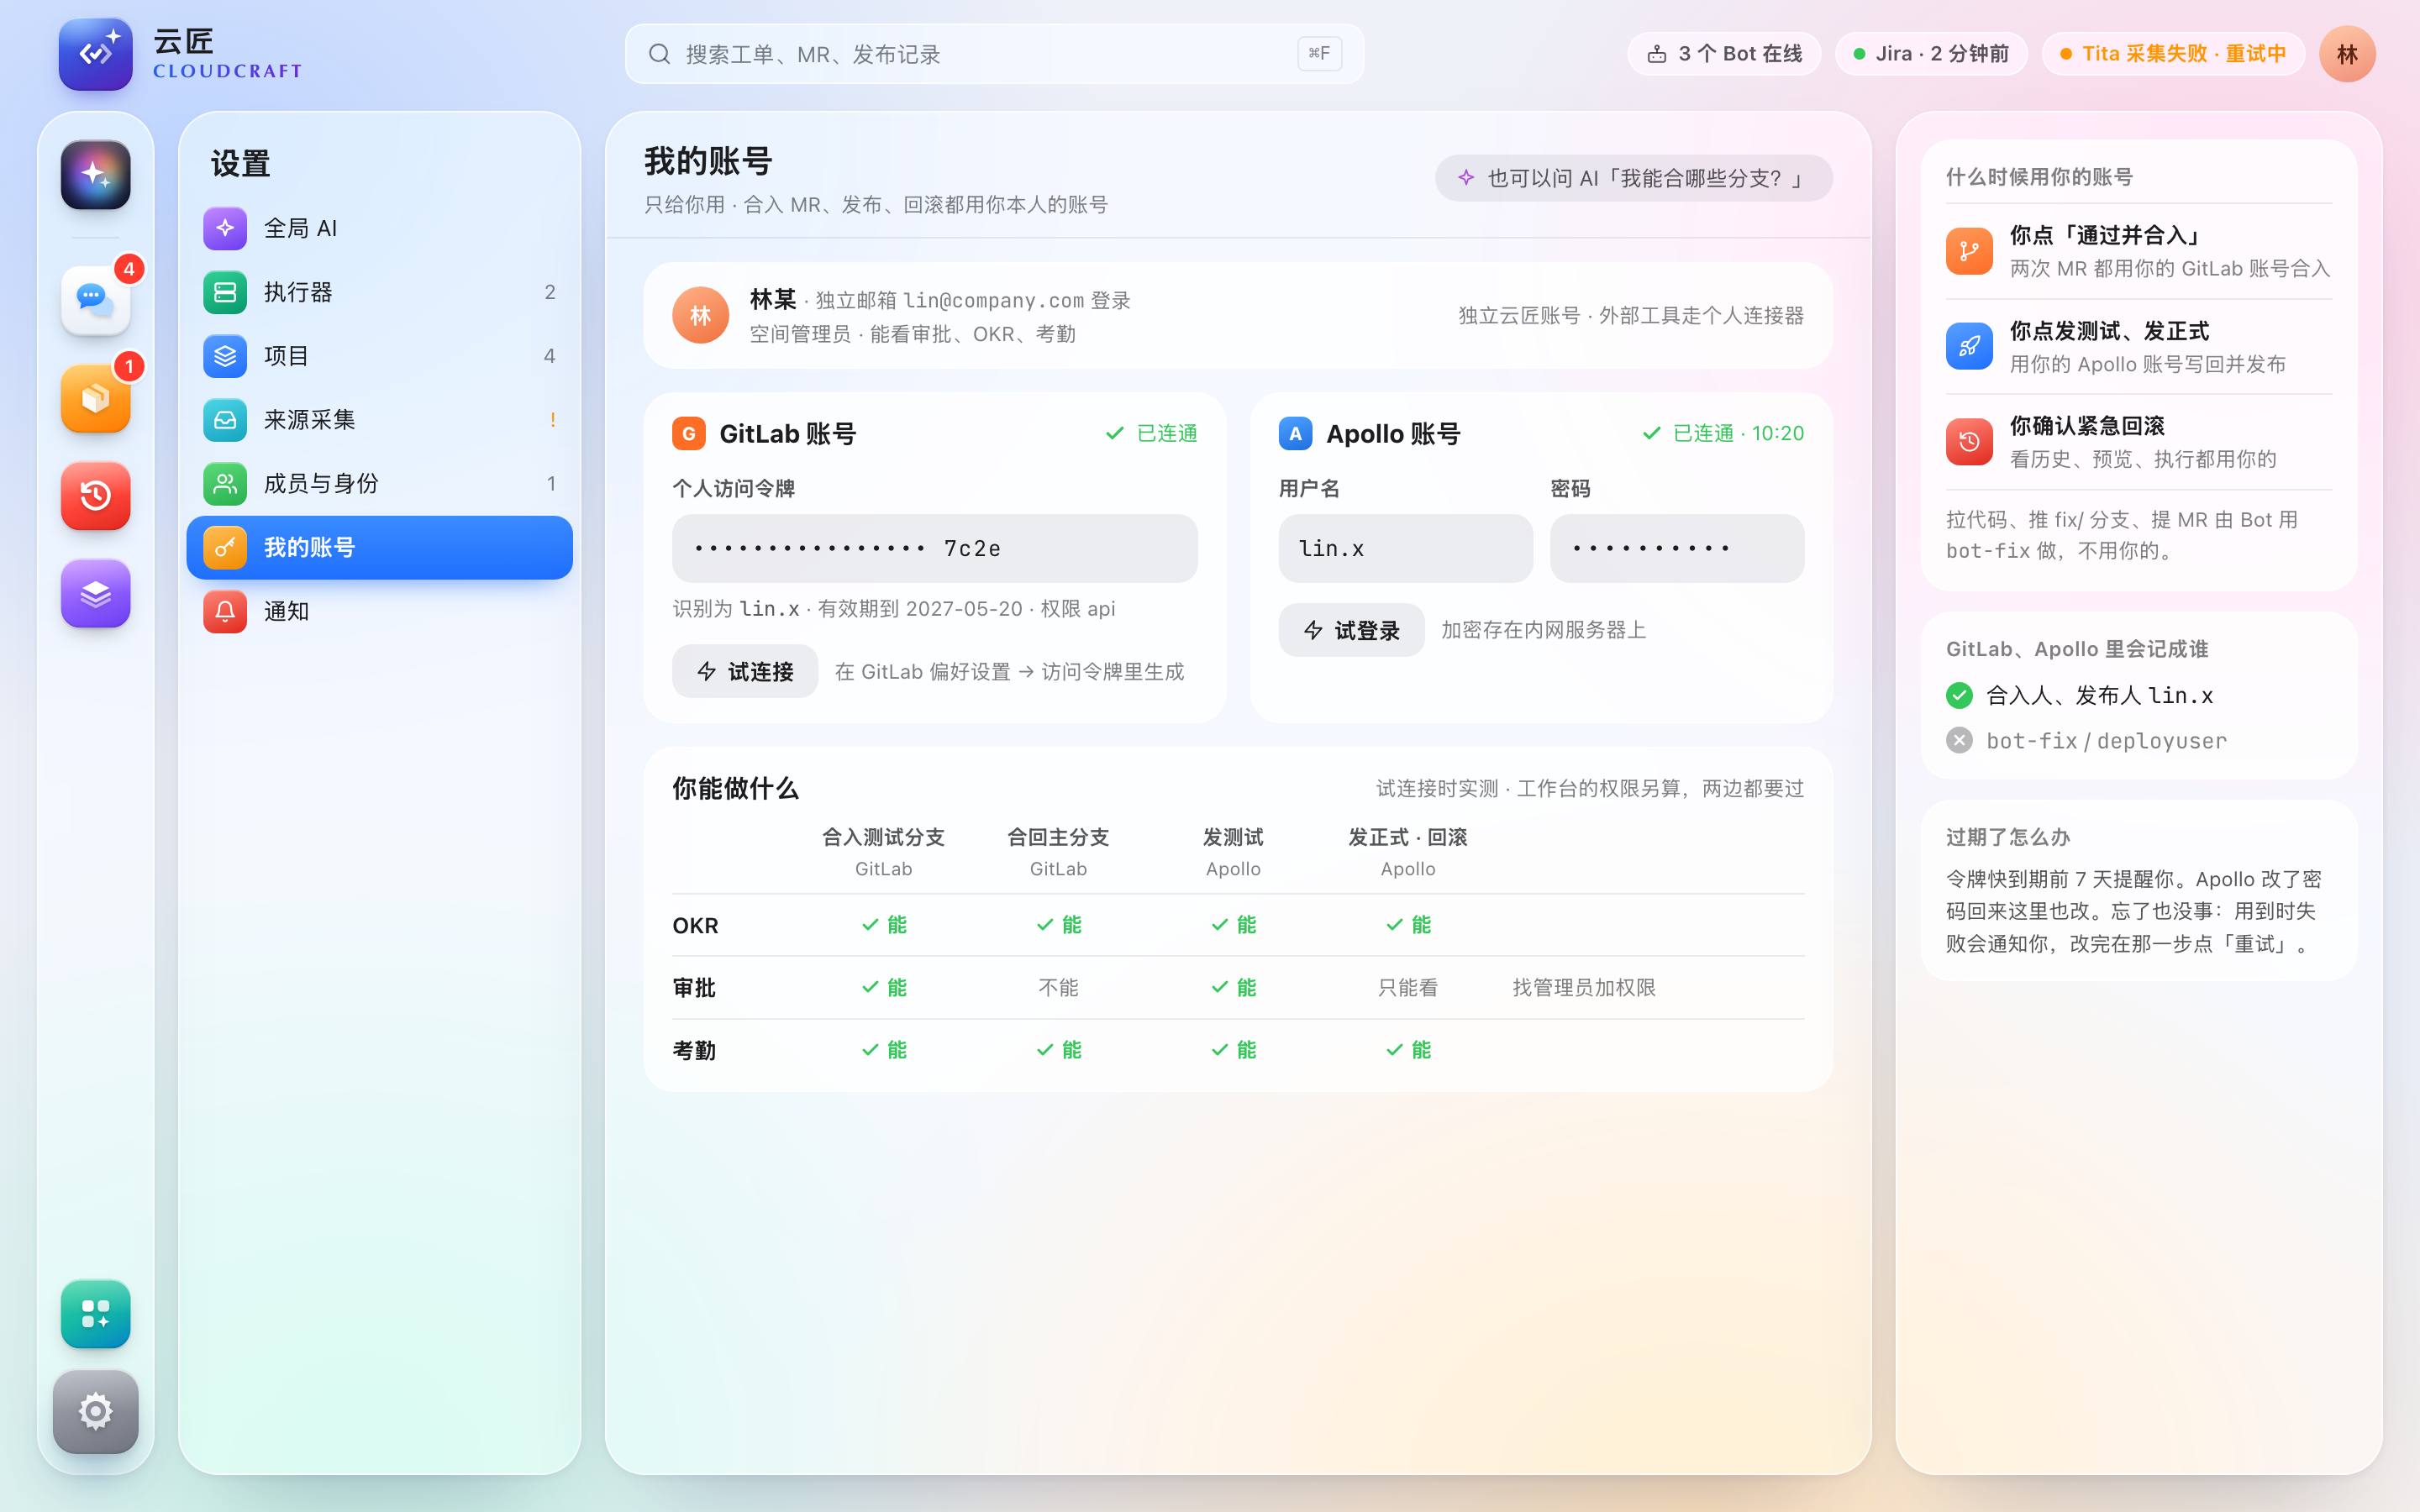 云匠
CLOUDCRAFT
搜索工单、MR、发布记录
⌘F
3 个 Bot 在线
Jira · 2 分钟前
Tita 采集失败 · 重试中
林
4
1
设置
全局 AI
执行器
2
项目
4
来源采集
!
成员与身份
1
我的账号
通知
我的账号
只给你用 · 合入 MR、发布、回滚都用你本人的账号
也可以问 AI「我能合哪些分支？」
林
林某 · 独立邮箱 lin@company.com 登录
空间管理员 · 能看审批、OKR、考勤
独立云匠账号 · 外部工具走个人连接器
G
GitLab 账号
已连通
个人访问令牌
•••••••••••••••• 7c2e
识别为 lin.x · 有效期到 2027-05-20 · 权限 api
试连接
在 GitLab 偏好设置 → 访问令牌里生成
A
Apollo 账号
已连通 · 10:20
用户名
密码
lin.x
•••••••••••
试登录
加密存在内网服务器上
你能做什么
试连接时实测 · 工作台的权限另算，两边都要过
合入测试分支
合回主分支
发测试
发正式 · 回滚
GitLab
GitLab
Apollo
Apollo
OKR
能
能
能
能
审批
能
不能
能
只能看
找管理员加权限
考勤
能
能
能
能
什么时候用你的账号
你点「通过并合入」
两次 MR 都用你的 GitLab 账号合入
你点发测试、发正式
用你的 Apollo 账号写回并发布
你确认紧急回滚
看历史、预览、执行都用你的
拉代码、推 fix/ 分支、提 MR 由 Bot 用
bot-fix 做，不用你的。
GitLab、Apollo 里会记成谁
合入人、发布人 lin.x
bot-fix / deployuser
过期了怎么办
令牌快到期前 7 天提醒你。Apollo 改了密
码回来这里也改。忘了也没事：用到时失
败会通知你，改完在那一步点「重试」。